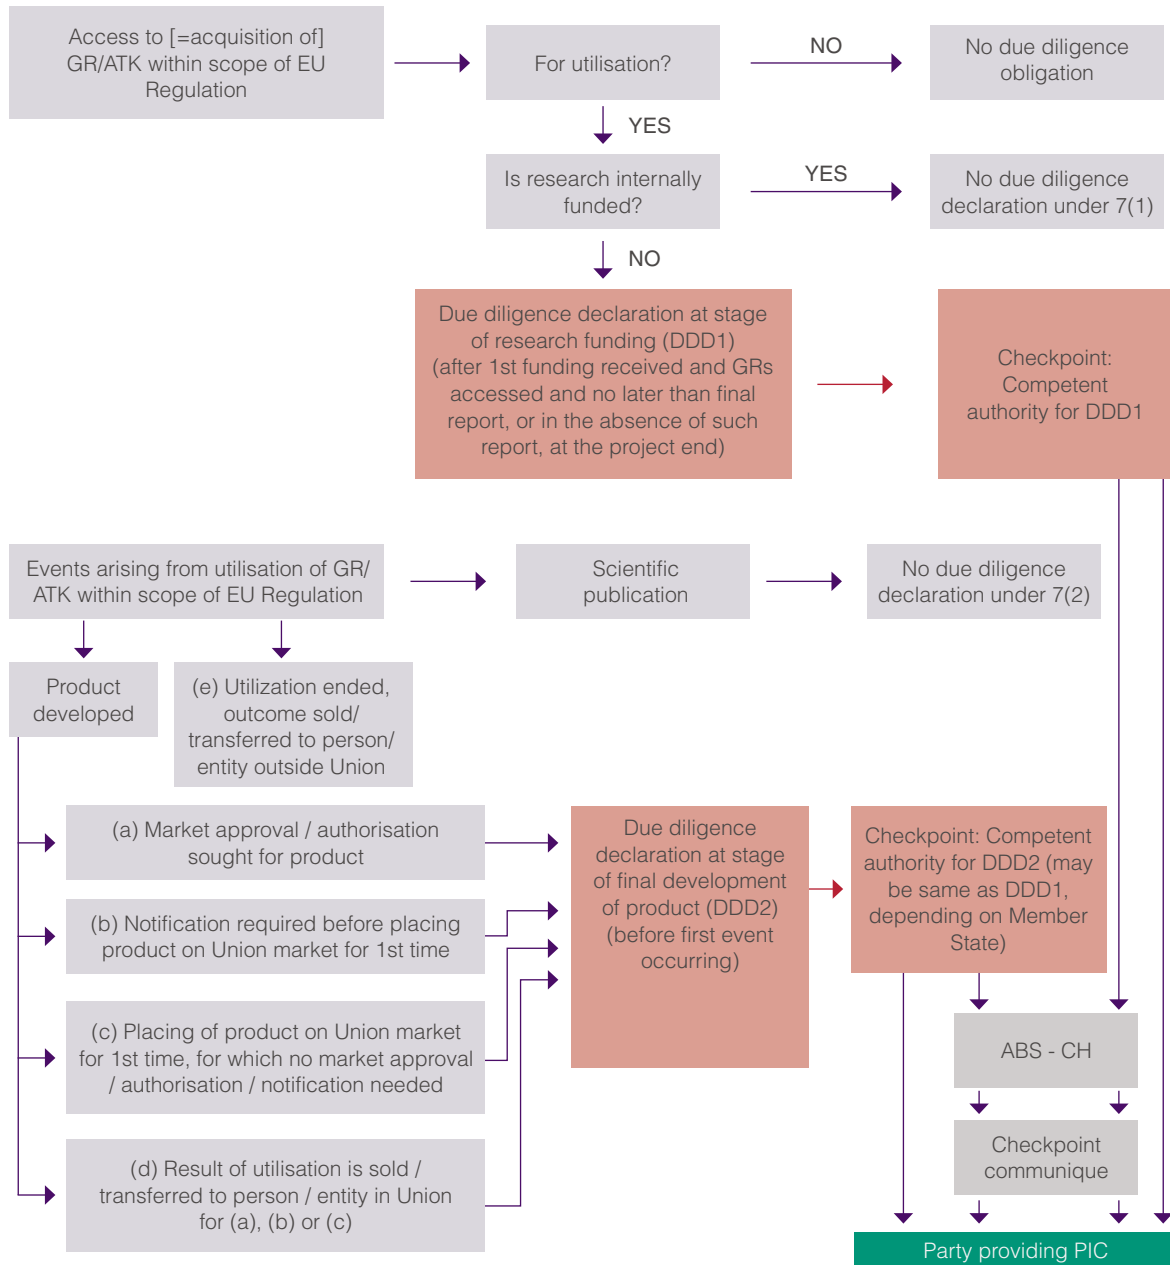 Access to [=acquisition of]
GR/ATK within scope of EU
Regulation
For utilisation?
NO
No due diligence
obligation
YES
Is research internally
funded?
YES
No due diligence
declaration under 7(1)
NO
Due diligence declaration at stage
of research funding (DDD1)
(after 1st funding received and GRs
accessed and no later than final
report, or in the absence of such
report, at the project end)
Checkpoint:
Competent
authority for DDD1
Events arising from utilisation of GR/
ATK within scope of EU Regulation
Scientific
publication
No due diligence
declaration under 7(2)
Product
developed
(e) Utilization ended,
outcome sold/
transferred to person/
entity outside Union
(a) Market approval / authorisation
sought for product
(b) Notification required before placing
product on Union market for 1st time
(c) Placing of product on Union market
for 1st time, for which no market approval
/ authorisation / notification needed
(d) Result of utilisation is sold /
transferred to person / entity in Union
for (a), (b) or (c)
Due diligence
declaration at stage
of final development
of product (DDD2)
(before first event
occurring)
Checkpoint: Competent
authority for DDD2 (may
be same as DDD1,
depending on Member
State)
ABS - CH
Checkpoint
communique
Party providing PIC